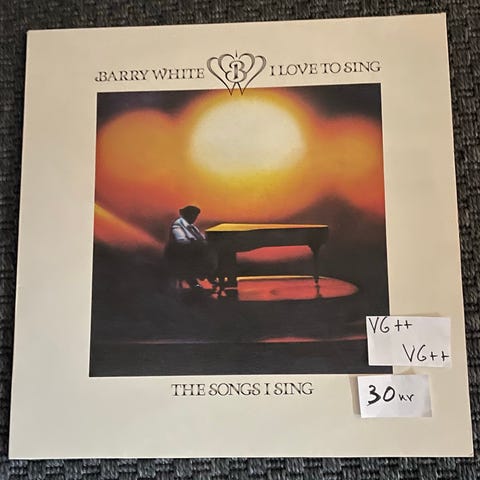 BARRY WHITE B I LOVE TO SING
THE SONGS I SING
VG++
VG++
30 kr